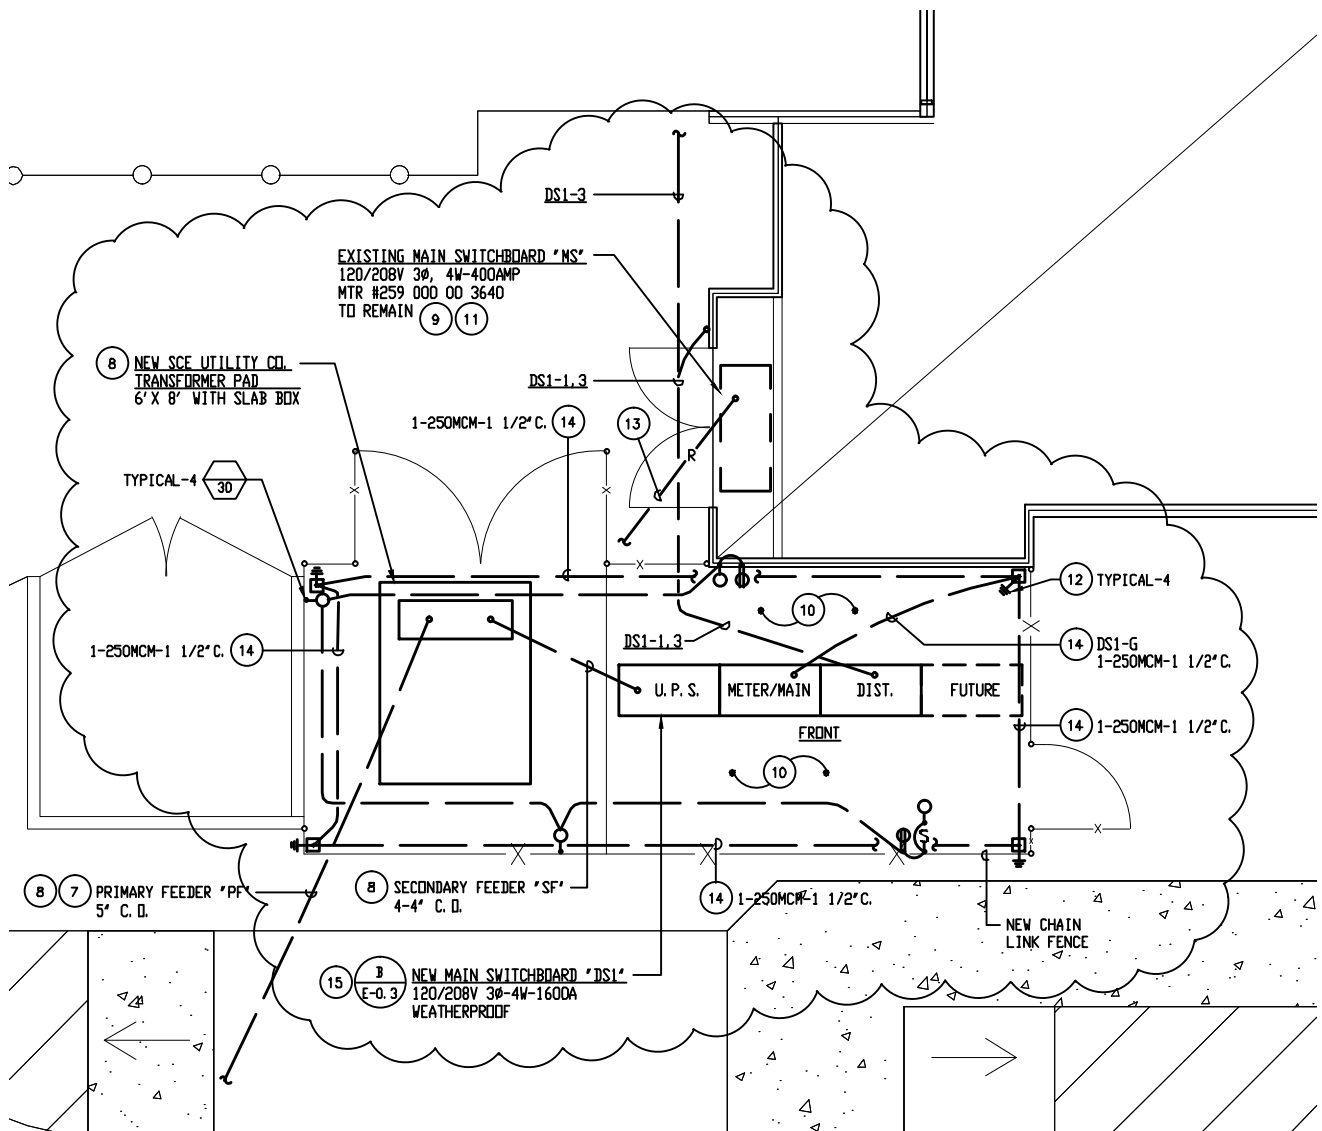 DS1-3
EXISTING MAIN SWITCHBOARD "MS"
120/208V 3ø, 4W-400AMP
MTR #259 000 00 3640
TO REMAIN
9
11
8
NEW SCE UTILITY CO.
TRANSFORMER PAD
6'X 8' WITH SLAB BOX
DS1-1,3
1-250MCM-1 1/2"C.
14
13
R
TYPICAL-4
30
X
X
X
12
TYPICAL-4
10
DS1-1,3
14
DS1-G
1-250MCM-1 1/2"C.
1-250MCM-1 1/2"C.
14
U.P.S.
METER/MAIN
DIST.
FUTURE
14
1-250MCM-1 1/2"C.
FRONT
10
S
X
X
8
7
PRIMARY FEEDER "PF"
5" C.O.
8
SECONDARY FEEDER "SF"
4-4" C.O.
14
1-250MCM-1 1/2"C.
NEW CHAIN
LINK FENCE
15
B
E-0.3
NEW MAIN SWITCHBOARD "DS1"
120/208V 3ø-4W-1600A
WEATHERPROOF